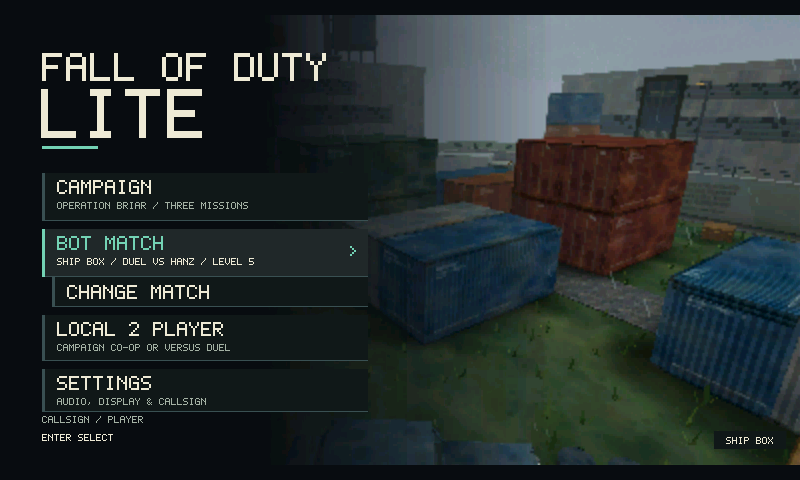 FALL OF DUTY
LITE
CAMPAIGN
OPERATION BRIAR / THREE MISSIONS
BOT MATCH
SHIP BOX / DUEL VS HANZ / LEVEL 5
>
CHANGE MATCH
LOCAL 2 PLAYER
CAMPAIGN CO-OP OR VERSUS DUEL
SETTINGS
AUDIO, DISPLAY & CALLSIGN
CALLSIGN / PLAYER
ENTER SELECT
SHIP BOX